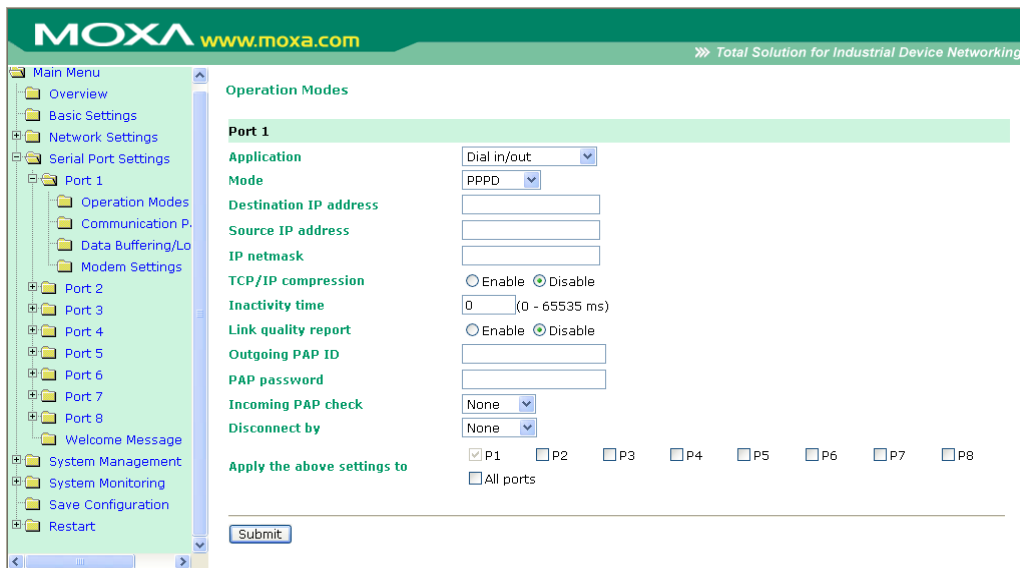 MOXA www.moxa.com
Total Solution for Industrial Device Networking
Main Menu
Overview
Basic Settings
Network Settings
Serial Port Settings
Port 1
Operation Modes
Communication P
Data Buffering/Lo
Modem Settings
Port 2
Port 3
Port 4
Port 5
Port 6
Port 7
Port 8
Welcome Message
System Management
System Monitoring
Save Configuration
Restart
Operation Modes
Port 1
Application Dial in/out
Mode PPPD
Destination IP address
Source IP address
IP netmask
TCP/IP compression Enable Disable
Inactivity time 0 (0 - 65535 ms)
Link quality report Enable Disable
Outgoing PAP ID
PAP password
Incoming PAP check None
Disconnect by None
Apply the above settings to P1 P2 P3 P4 P5 P6 P7 P8
All ports
Submit